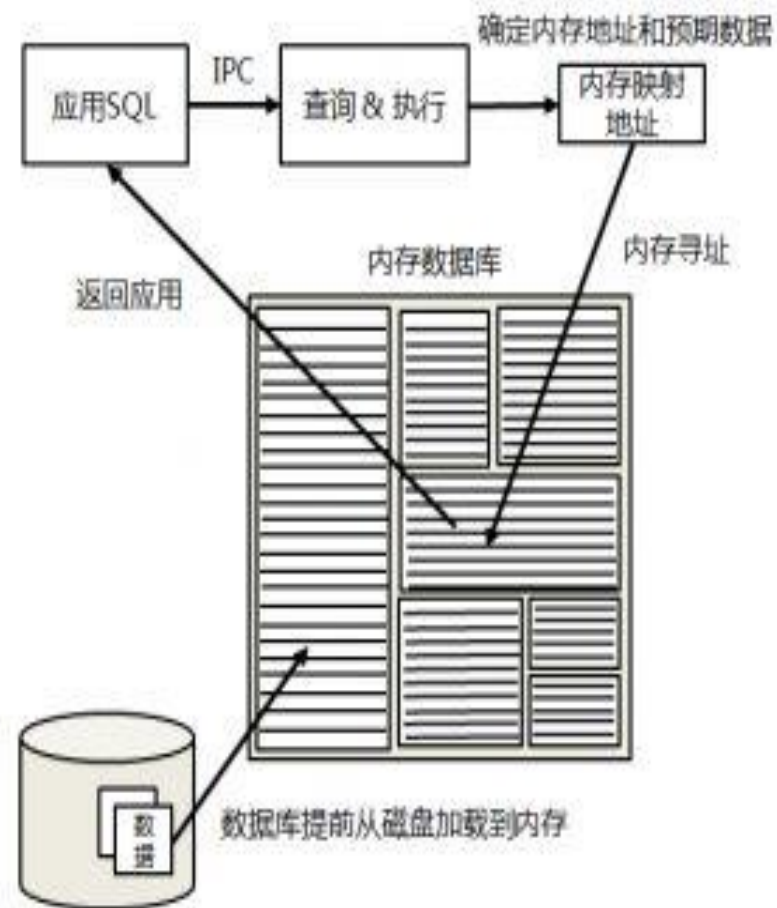 确定内存地址和预期数据
应用SQL
IPC
查询 & 执行
内存映射
地址
内存寻址
内存数据库
返回应用
数据库提前从磁盘加载到内存
数
据